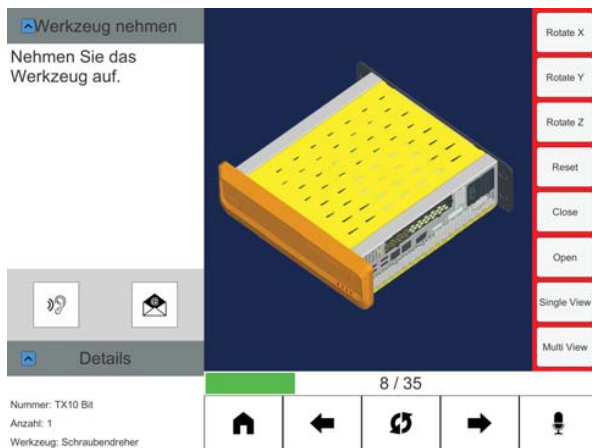 Werkzeug nehmen
Nehmen Sie das
Werkzeug auf.
Details
Nummer: TX10 Bit
Anzahl: 1
Werkzeug: Schraubendreher
8 / 35
Rotate X
Rotate Y
Rotate Z
Reset
Close
Open
Single View
Multi View